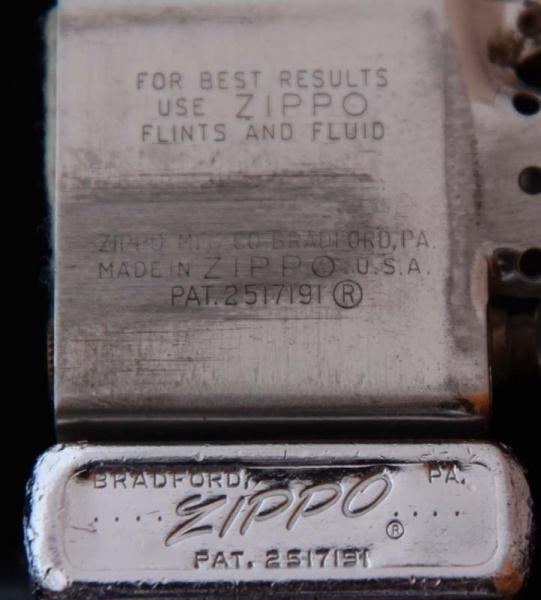 FOR BEST RESULTS
USE ZIPPO
FLINTS AND FLUID
ZIPPO MFG. CO. BRADFORD, PA.
MADE IN ZIPPO U.S.A.
PAT. 2517191 ®
BRADFORD, PA.
.... ZIPPO ® ....
PAT. 2517191